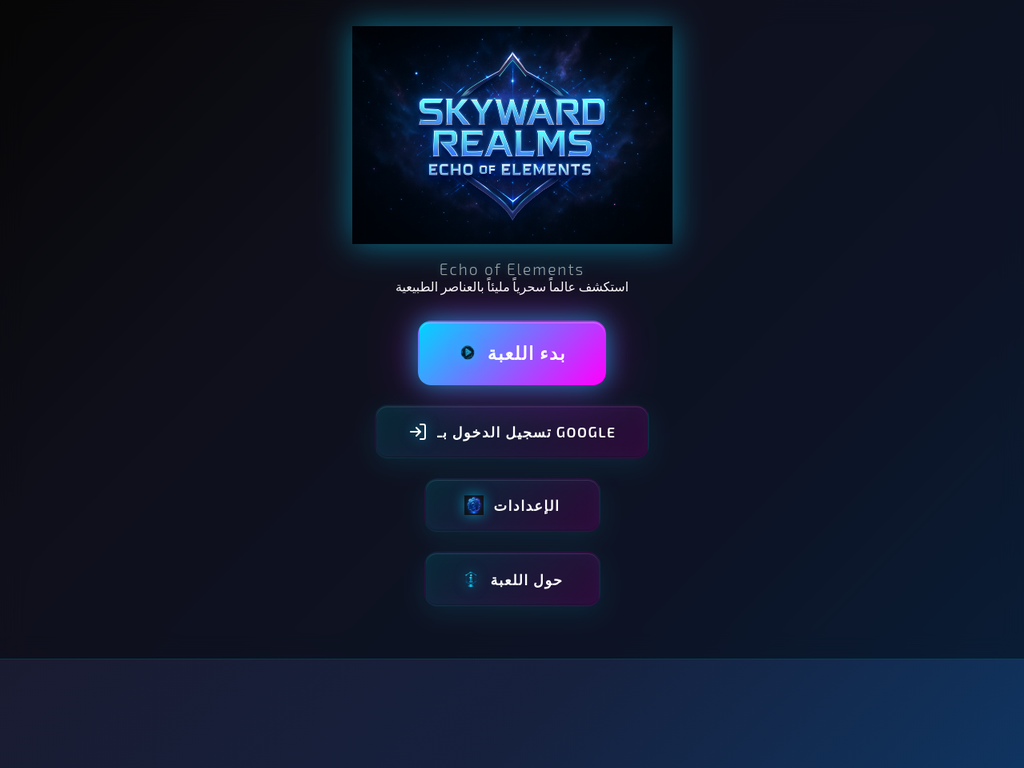 SKYWARD
REALMS
ECHO OF ELEMENTS
Echo of Elements
استكشف عالماً سحرياً مليئاً بالعناصر الطبيعية
بدء اللعبة
تسجيل الدخول بـ GOOGLE
الإعدادات
حول اللعبة